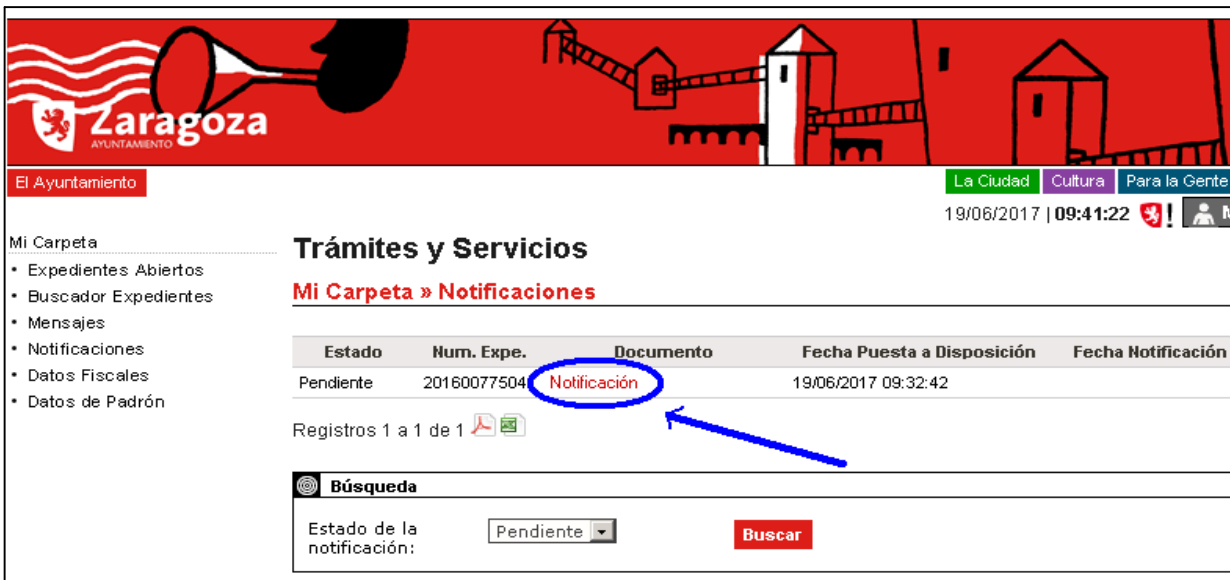 Zaragoza
AYUNTAMIENTO
El Ayuntamiento
La Ciudad Cultura Para la Gente
19/06/2017 | 09:41:22 !
Mi Carpeta
• Expedientes Abiertos
• Buscador Expedientes
• Mensajes
• Notificaciones
• Datos Fiscales
• Datos de Padrón
Trámites y Servicios
Mi Carpeta » Notificaciones
Estado Num. Expe. Documento Fecha Puesta a Disposición Fecha Notificación
Pendiente 20160077504 Notificación 19/06/2017 09:32:42
Registros 1 a 1 de 1
Búsqueda
Estado de la
notificación:
Pendiente
Buscar